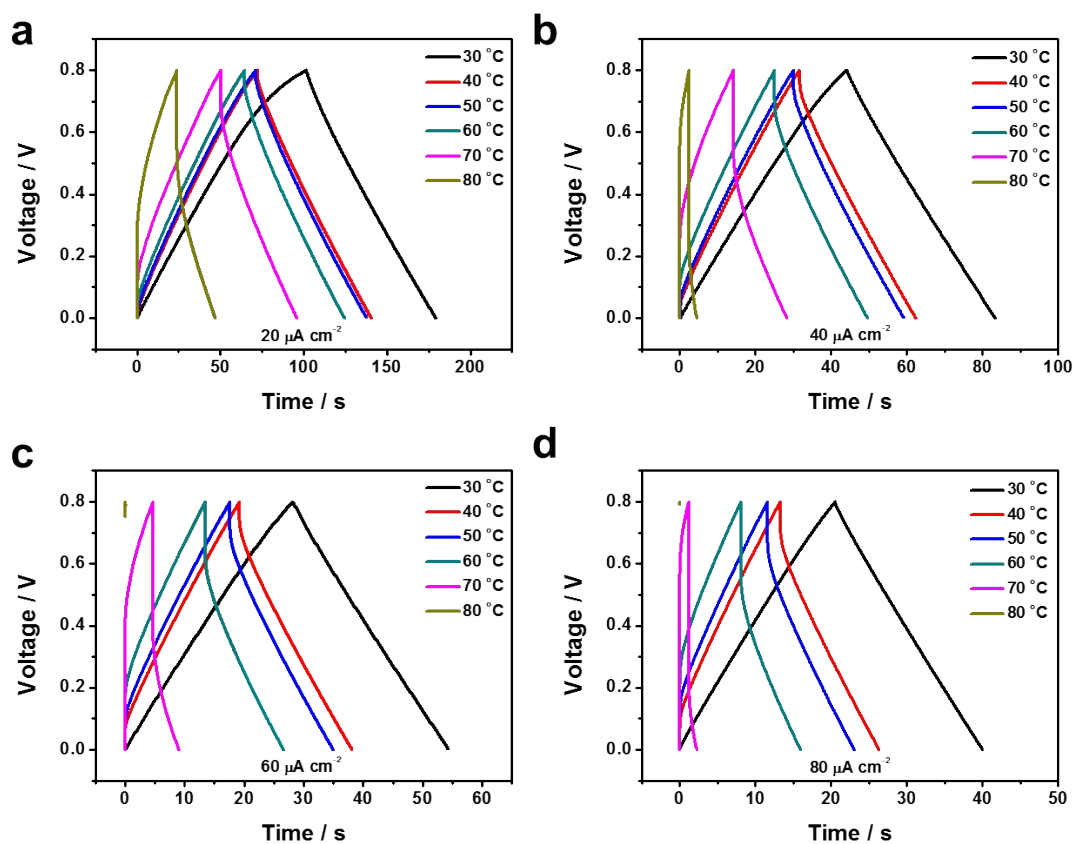 a
30 °C
40 °C
50 °C
60 °C
70 °C
80 °C
0.8
0.6
0.4
0.2
0.0
Voltage / V
20 μA cm-2
0 50 100 150 200
Time / s
b
30 °C
40 °C
50 °C
60 °C
70 °C
80 °C
0.8
0.6
0.4
0.2
0.0
Voltage / V
40 μA cm-2
0 20 40 60 80 100
Time / s
c
30 °C
40 °C
50 °C
60 °C
70 °C
80 °C
0.8
0.6
0.4
0.2
0.0
Voltage / V
60 μA cm-2
0 10 20 30 40 50 60
Time / s
d
30 °C
40 °C
50 °C
60 °C
70 °C
80 °C
0.8
0.6
0.4
0.2
0.0
Voltage / V
80 μA cm-2
0 10 20 30 40 50
Time / s